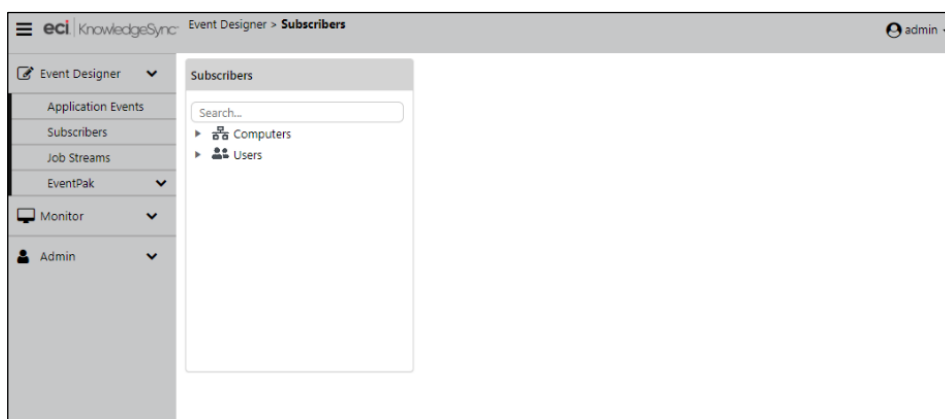 eci KnowledgeSync
Event Designer > Subscribers
admin
Event Designer
Application Events
Subscribers
Job Streams
EventPak
Monitor
Admin
Subscribers
Search...
Computers
Users